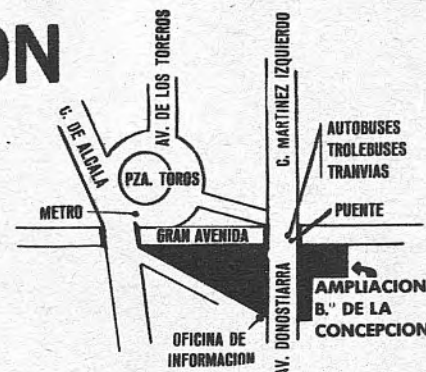 ON
C. DE ALCALA
AV. DE LOS TOREROS
C. MARTINEZ IZQUIERDO
PZA. TOROS
AUTOBUSES
TROLEBUSES
TRANVIAS
METRO
PUENTE
GRAN AVENIDA
AMPLIACION
B.º DE LA
CONCEPCION
OFICINA DE
INFORMACION
AV. DONOSTIARRA